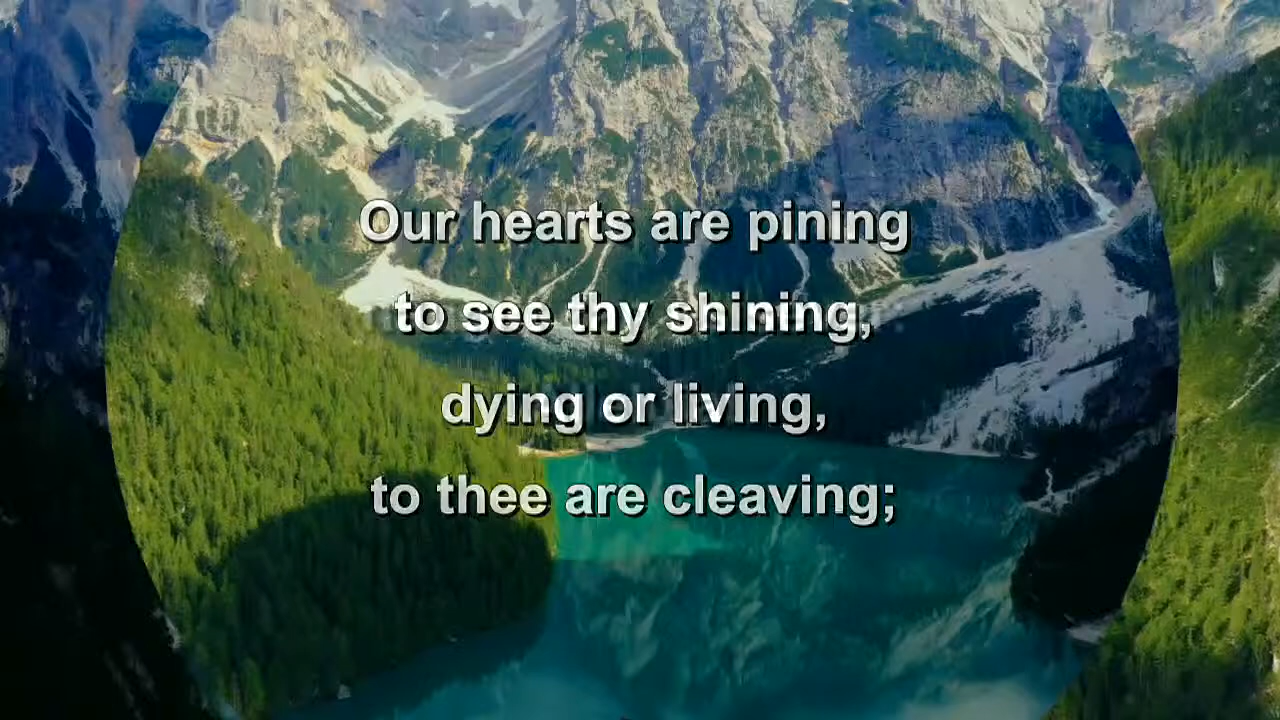 Our hearts are pining
to see thy shining,
dying or living,
to thee are cleaving;